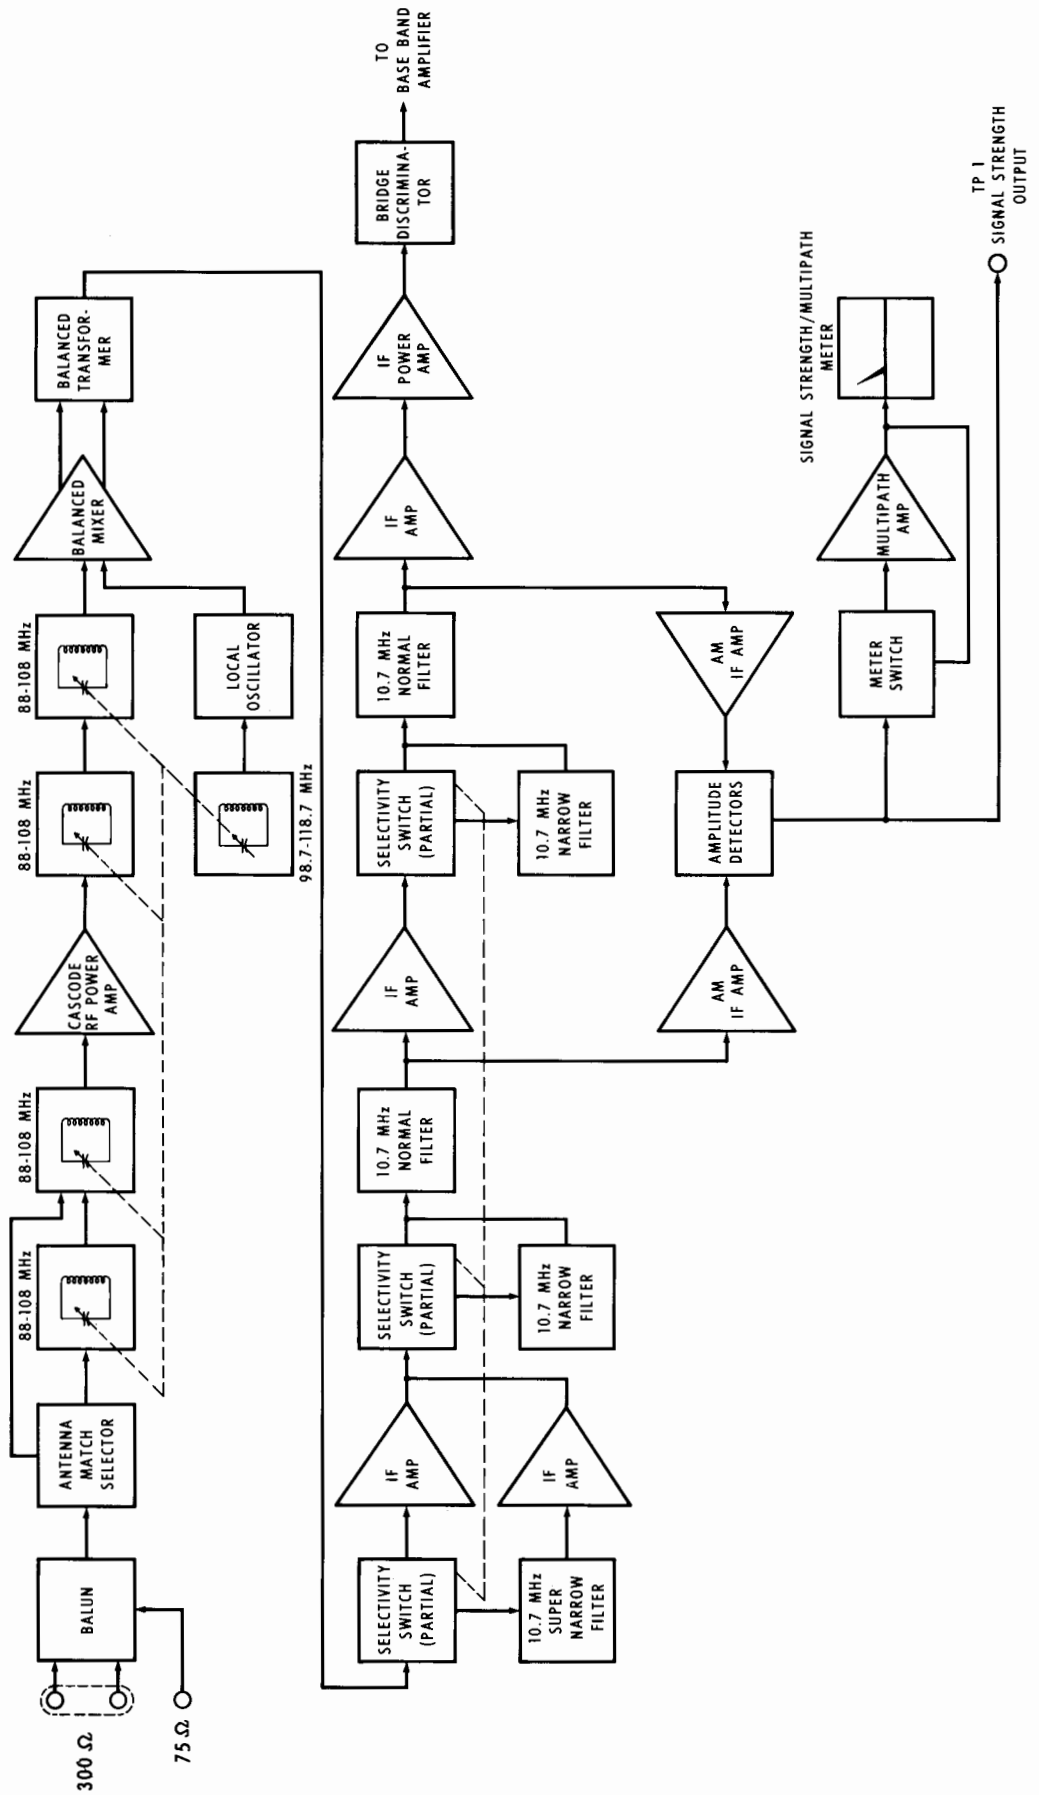 300 Ω
75 Ω
BALUN
ANTENNA
MATCH
SELECTOR
88-108 MHz
88-108 MHz
CASCODE
RF POWER
AMP
88-108 MHz
88-108 MHz
98.7-118.7 MHz
LOCAL
OSCILLATOR
BALANCED
MIXER
BALANCED
TRANSFOR-
MER
SELECTIVITY
SWITCH
(PARTIAL)
10.7 MHz
SUPER
NARROW
FILTER
IF
AMP
IF
AMP
SELECTIVITY
SWITCH
(PARTIAL)
10.7 MHz
NARROW
FILTER
10.7 MHz
NORMAL
FILTER
IF
AMP
SELECTIVITY
SWITCH
(PARTIAL)
10.7 MHz
NARROW
FILTER
10.7 MHz
NORMAL
FILTER
IF
AMP
IF
POWER
AMP
BRIDGE
DISCRIMINA-
TOR
TO
BASE BAND
AMPLIFIER
AM
IF AMP
AMPLITUDE
DETECTORS
AM
IF AMP
METER
SWITCH
MULTIPATH
AMP
SIGNAL STRENGTH/MULTIPATH
METER
TP 1
SIGNAL STRENGTH
OUTPUT